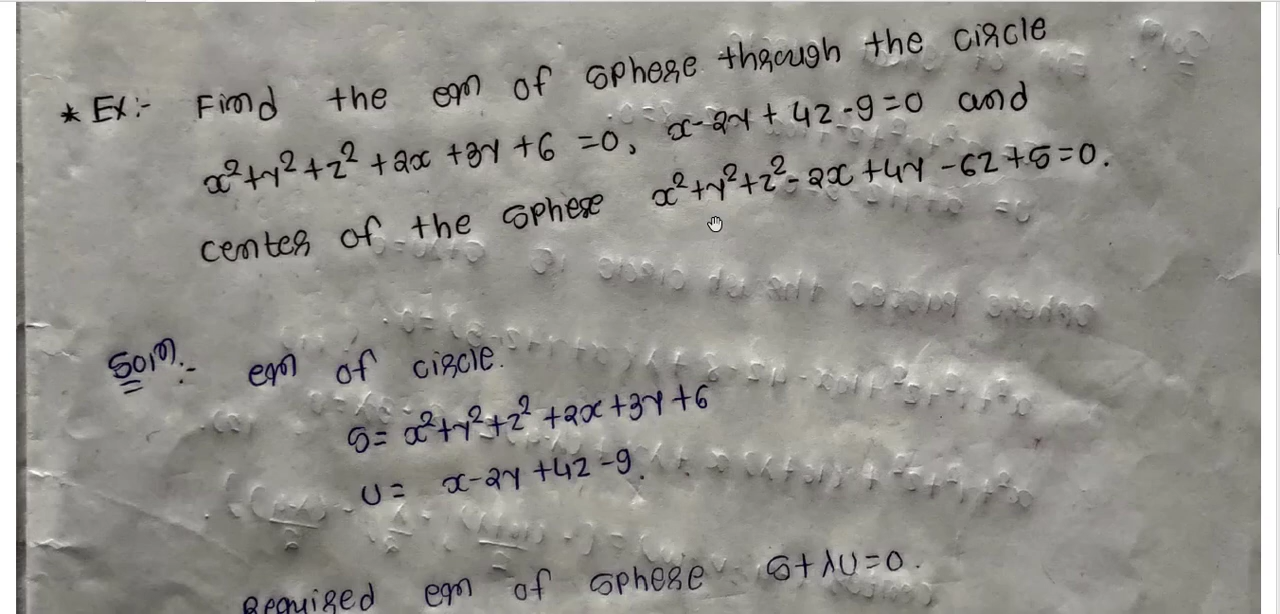 * Ex:- Find the eqn of sphere through the circle
x²+y²+z²+2x+3y+6=0, x-2y+4z-9=0 and
center of the sphere x²+y²+z²-2x+4y-6z+5=0.
Soln:- eqn of circle.
S= x²+y²+z²+2x+3y+6
U= x-2y+4z-9.
Required eqn of sphere S+λU=0.